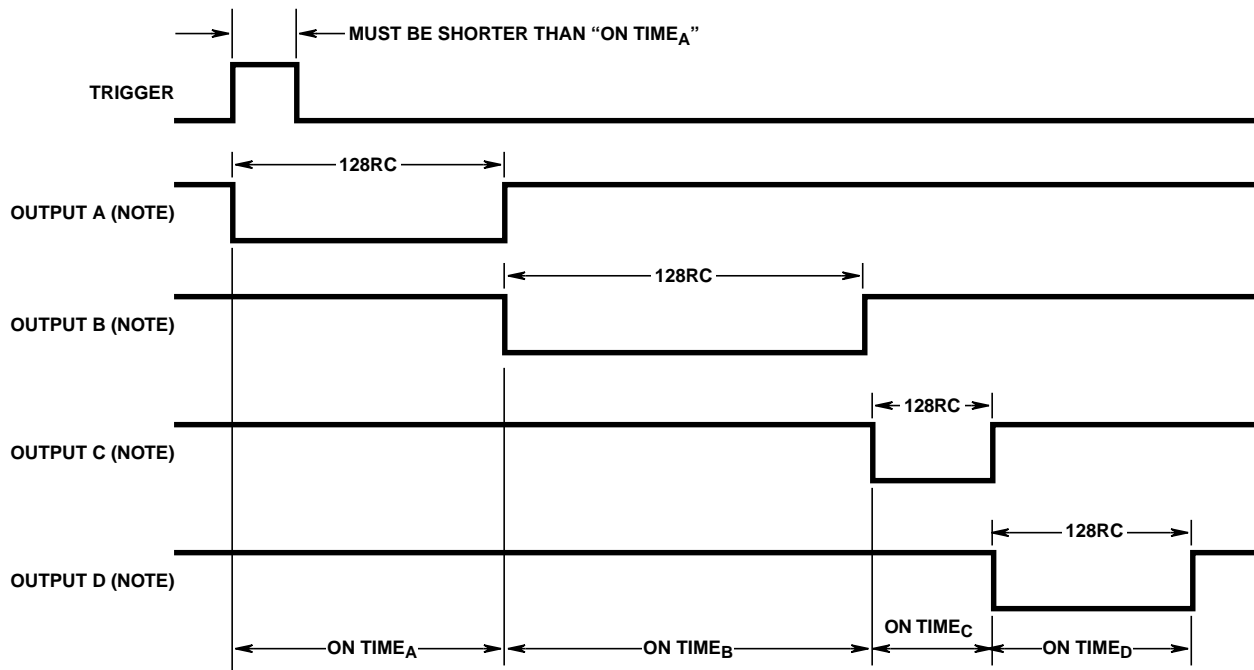 MUST BE SHORTER THAN “ON TIMEA”
TRIGGER
128RC
OUTPUT A (NOTE)
128RC
OUTPUT B (NOTE)
128RC
OUTPUT C (NOTE)
128RC
OUTPUT D (NOTE)
ON TIMEA
ON TIMEB
ON TIMEC
ON TIMED